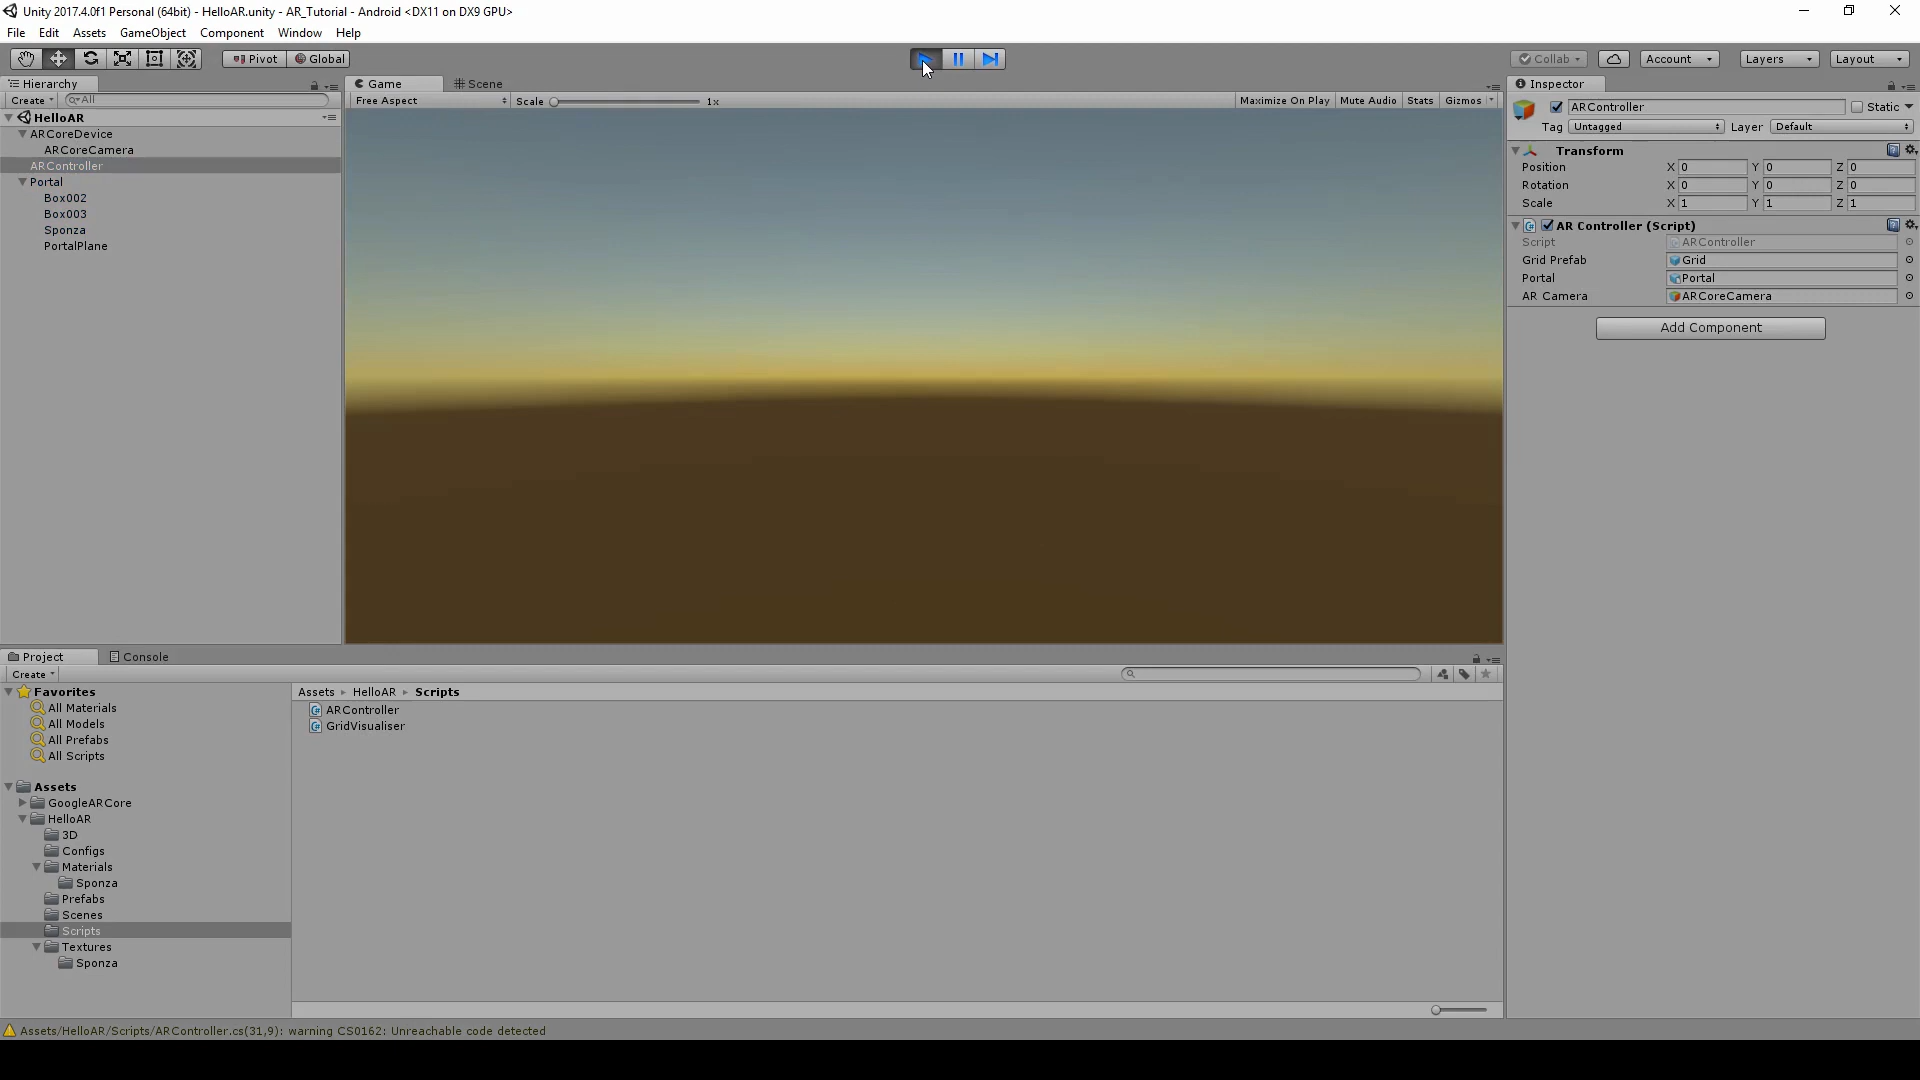 Unity 2017.4.0f1 Personal (64bit) - HelloAR.unity - AR_Tutorial - Android <DX11 on DX9 GPU>
File Edit Assets GameObject Component Window Help
Pivot Global Collab Account Layers Layout
Hierarchy
Create All
HelloAR
ARCoreDevice
ARCoreCamera
ARController
Portal
Box002
Box003
Sponza
PortalPlane
Game Scene
Free Aspect Scale 1x Maximize On Play Mute Audio Stats Gizmos
Inspector
ARController Static
Tag Untagged Layer Default
Transform
Position X 0 Y 0 Z 0
Rotation X 0 Y 0 Z 0
Scale X 1 Y 1 Z 1
AR Controller (Script)
Script ARController
Grid Prefab Grid
Portal Portal
AR Camera ARCoreCamera
Add Component
Project Console
Create
Favorites
All Materials
All Models
All Prefabs
All Scripts
Assets
GoogleARCore
HelloAR
3D
Configs
Materials
Sponza
Prefabs
Scenes
Scripts
Textures
Sponza
Assets HelloAR Scripts
ARController
GridVisualiser
Assets/HelloAR/Scripts/ARController.cs(31,9): warning CS0162: Unreachable code detected